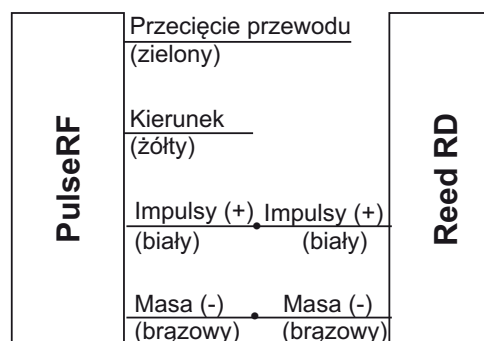 PulseRF
Przecięcie przewodu
(zielony)
Kierunek
(żółty)
Impulsy (+) Impulsy (+)
(biały) (biały)
Masa (-) Masa (-)
(brązowy) (brązowy)
Reed RD